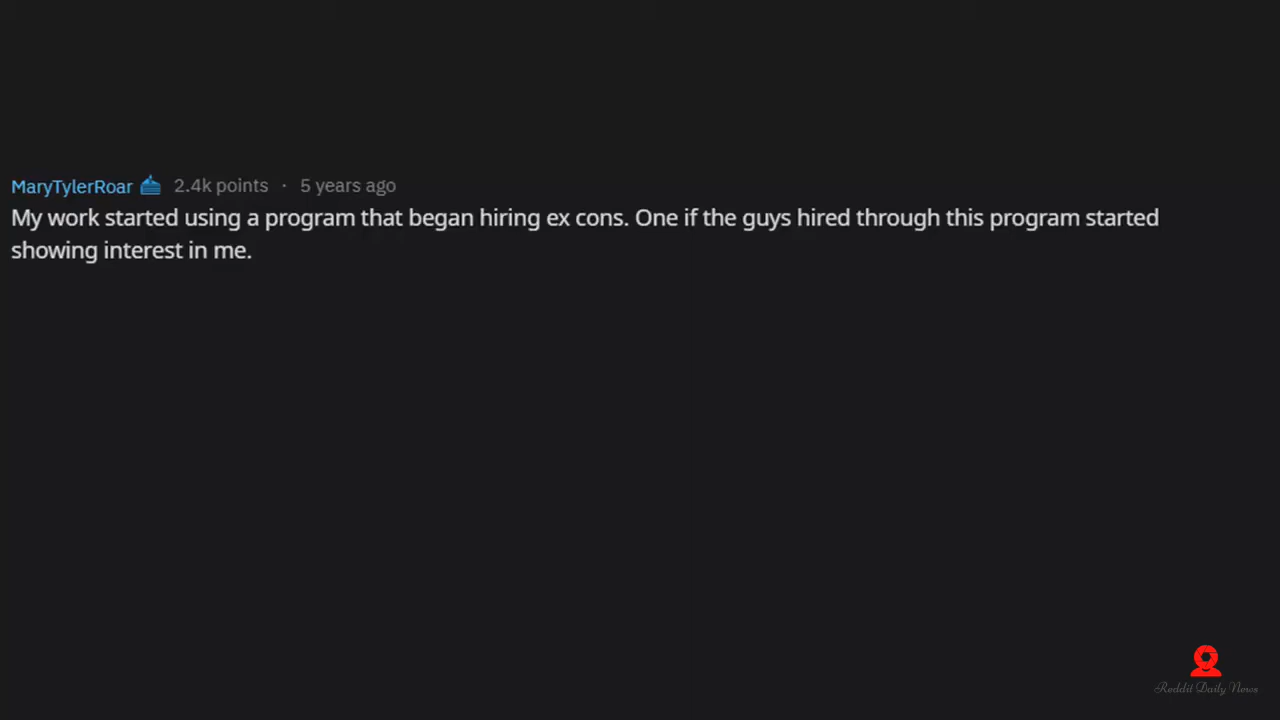 MaryTylerRoar 2.4k points · 5 years ago
My work started using a program that began hiring ex cons. One if the guys hired through this program started
showing interest in me.
Reddit Daily News